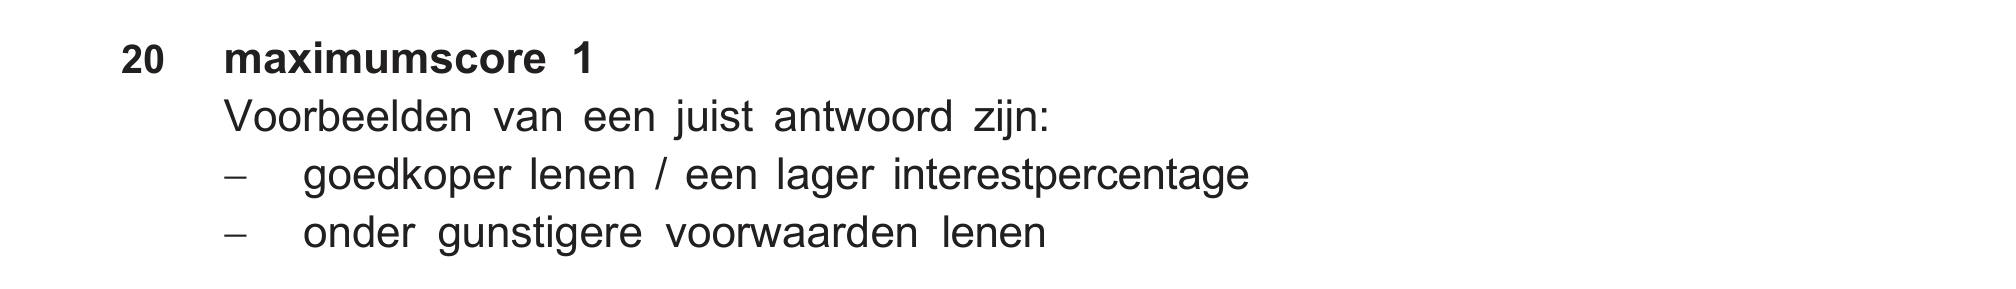 20 maximumscore 1
Voorbeelden van een juist antwoord zijn:
– goedkoper lenen / een lager interestpercentage
– onder gunstigere voorwaarden lenen